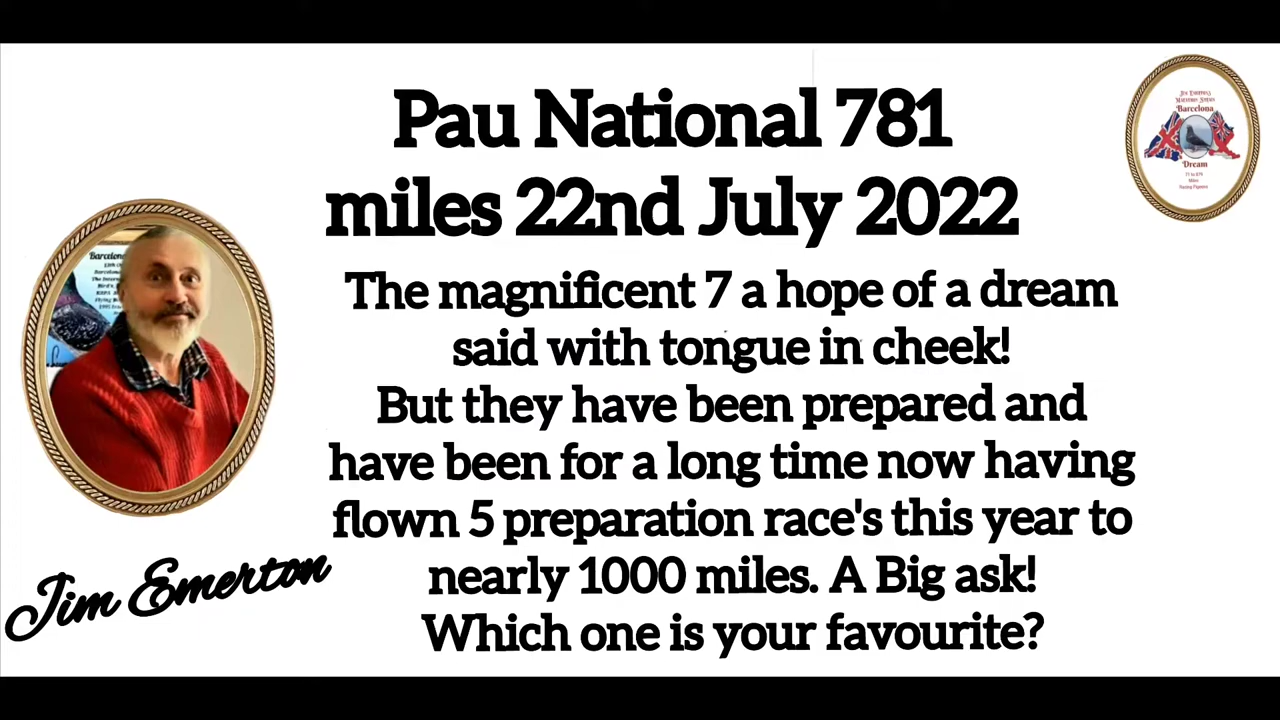 Pau National 781
miles 22nd July 2022
The magnificent 7 a hope of a dream
said with tongue in cheek!
But they have been prepared and
have been for a long time now having
flown 5 preparation race's this year to
nearly 1000 miles. A Big ask!
Which one is your favourite?
Jim Emerton
Barcelona
Dream
Barcelona